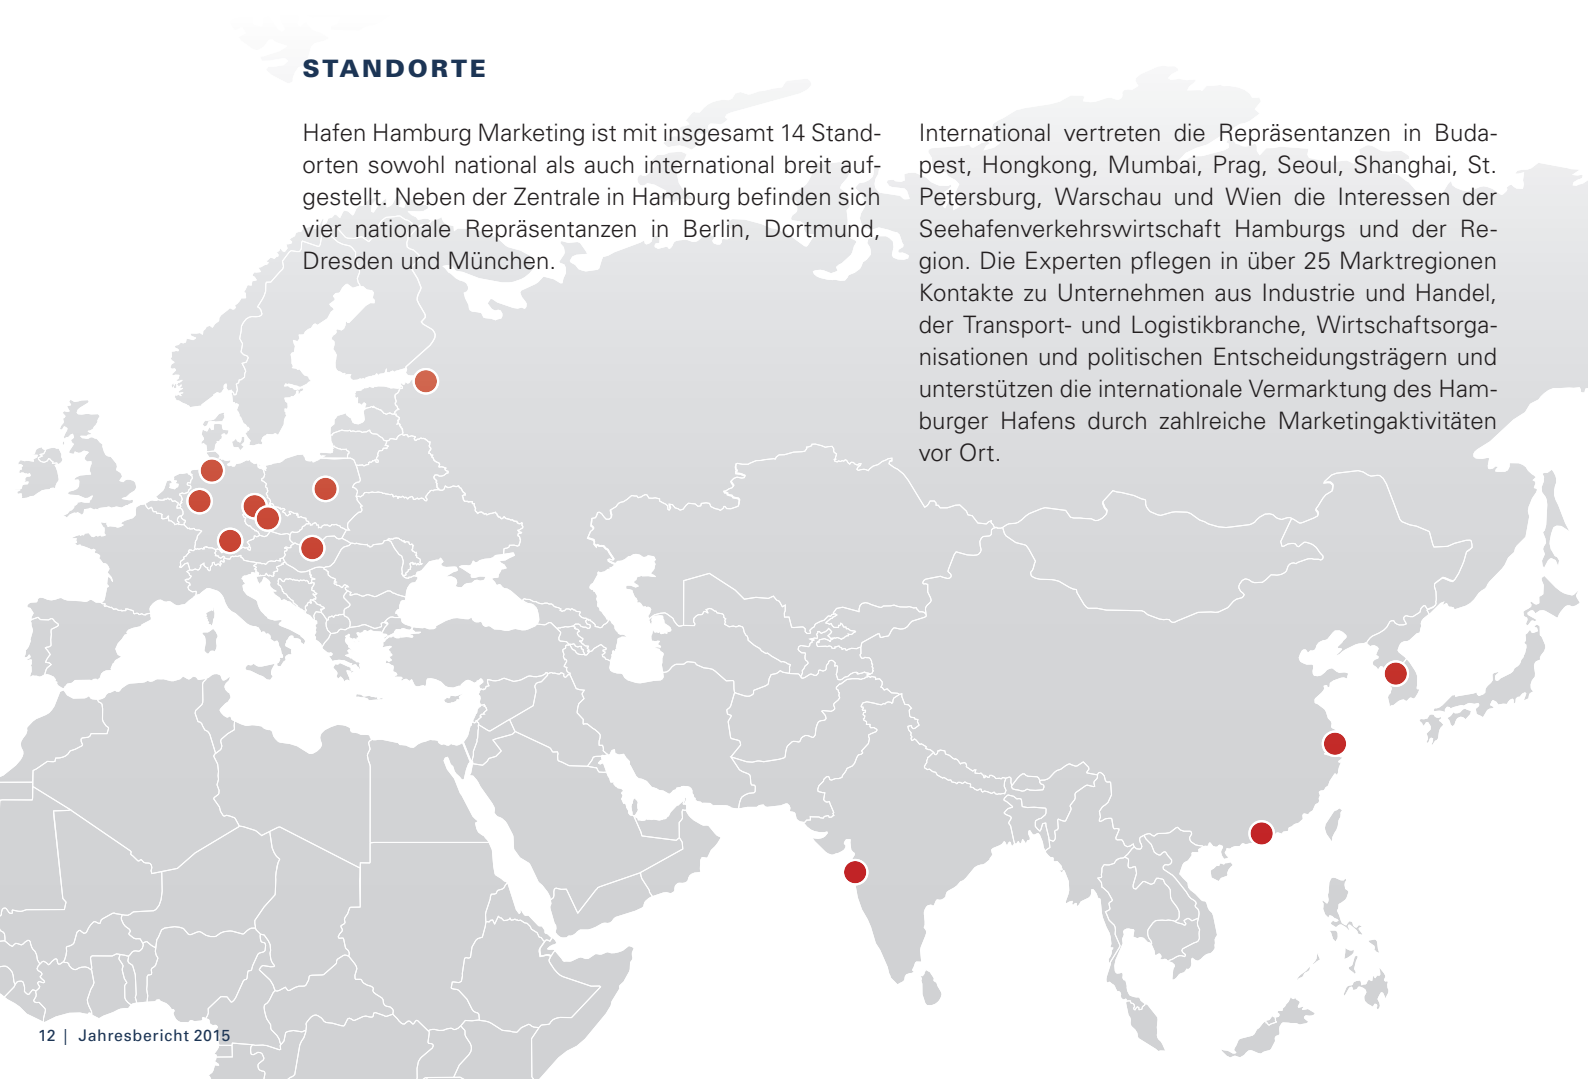 STANDORTE
Hafen Hamburg Marketing ist mit insgesamt 14 Stand-
orten sowohl national als auch international breit auf-
gestellt. Neben der Zentrale in Hamburg befinden sich
vier nationale Repräsentanzen in Berlin, Dortmund,
Dresden und München.
International vertreten die Repräsentanzen in Buda-
pest, Hongkong, Mumbai, Prag, Seoul, Shanghai, St.
Petersburg, Warschau und Wien die Interessen der
Seehafenverkehrswirtschaft Hamburgs und der Re-
gion. Die Experten pflegen in über 25 Marktregionen
Kontakte zu Unternehmen aus Industrie und Handel,
der Transport- und Logistikbranche, Wirtschaftsorga-
nisationen und politischen Entscheidungsträgern und
unterstützen die internationale Vermarktung des Ham-
burger Hafens durch zahlreiche Marketingaktivitäten
vor Ort.
12 | Jahresbericht 2015